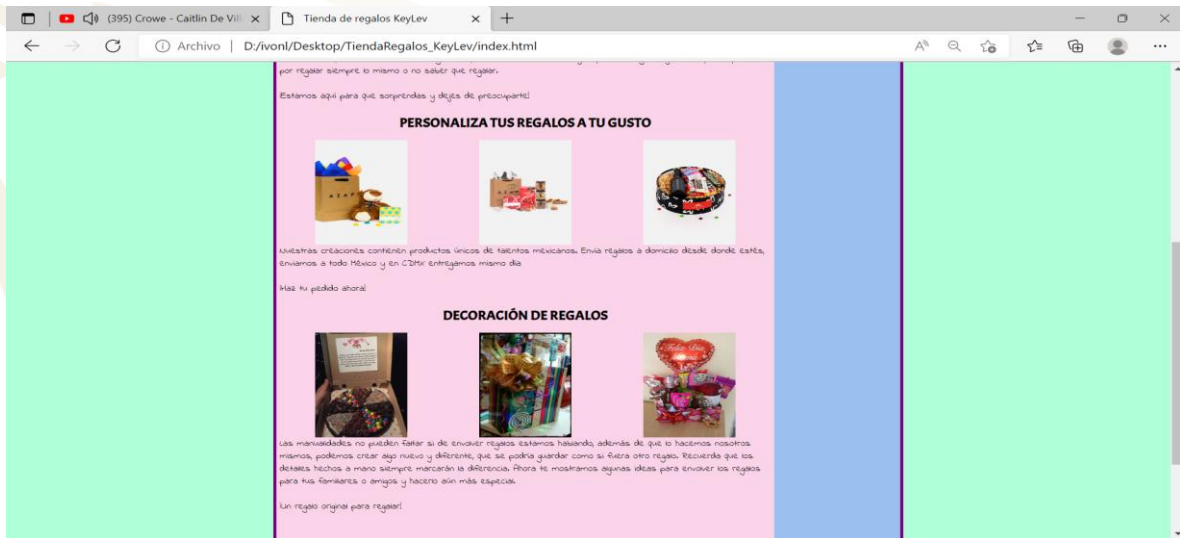 (395) Crowe - Caitlin De Vill
Tienda de regalos KeyLev
Archivo | D:/ivonl/Desktop/TiendaRegalos_KeyLev/index.html
por regalar siempre lo mismo o no saber que regalar.
Estamos aquí para que sorprendas y dejes de preocuparte!
PERSONALIZA TUS REGALOS A TU GUSTO
Nuestras creaciones contienen productos únicos de talentos mexicanos. Envía regalos a domicilio desde donde estés,
enviamos a todo México y en CDMX entregamos mismo día
¡Haz tu pedido ahora!
DECORACIÓN DE REGALOS
Feliz Día
Las manualidades no pueden faltar si de envolver regalos estamos hablando, además de que lo hacemos nosotros
mismos, podemos crear algo nuevo y diferente, que se podría guardar como si fuera otro regalo. Recuerda que los
detalles hechos a mano siempre marcarán la diferencia. Ahora te mostramos algunas ideas para envolver los regalos
para tus familiares o amigos y hacerlo aún más especial.
¡Un regalo original para regalar!